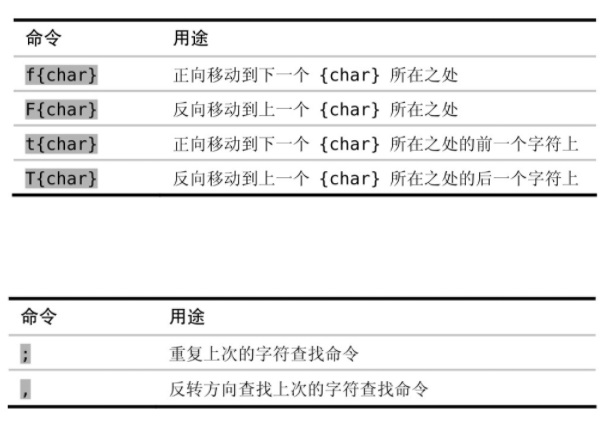 命令 用途
f{char} 正向移动到下一个 {char} 所在之处
F{char} 反向移动到上一个 {char} 所在之处
t{char} 正向移动到下一个 {char} 所在之处的前一个字符上
T{char} 反向移动到上一个 {char} 所在之处的后一个字符上
命令 用途
; 重复上次的字符查找命令
, 反转方向查找上次的字符查找命令